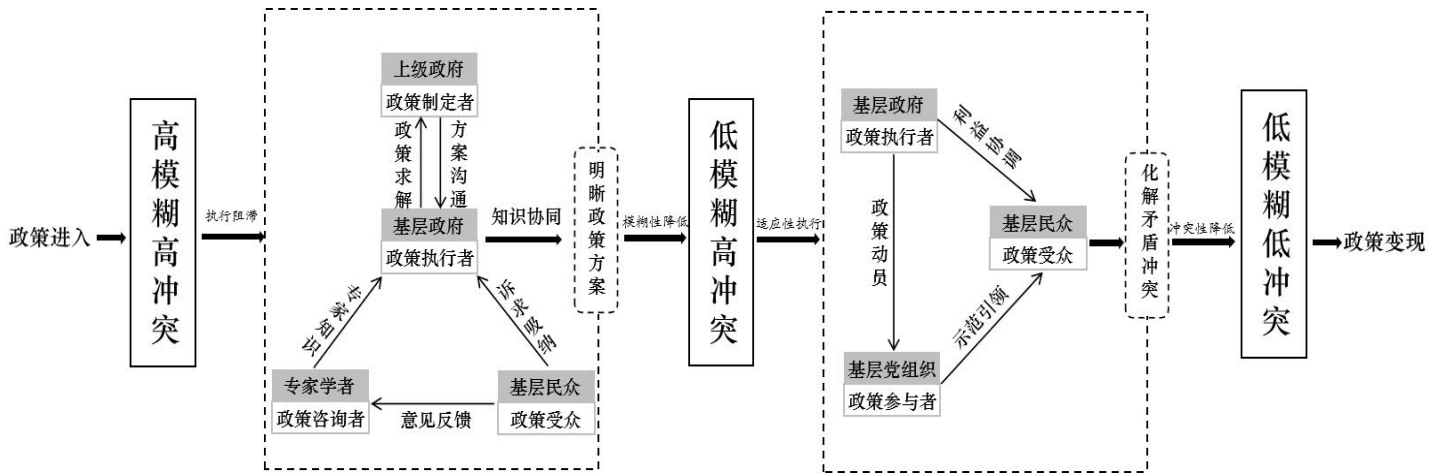 政策进入
高模糊高冲突
执行阻滞
上级政府
政策制定者
政策求解
方案沟通
基层政府
政策执行者
专家知识
诉求吸纳
专家学者
政策咨询者
意见反馈
基层民众
政策受众
知识协同
明晰政策方案
模糊性降低
低模糊高冲突
适应性执行
基层政府
政策执行者
利益协调
政策动员
基层民众
政策受众
基层党组织
政策参与者
示范引领
化解矛盾冲突
冲突性降低
低模糊低冲突
政策变现